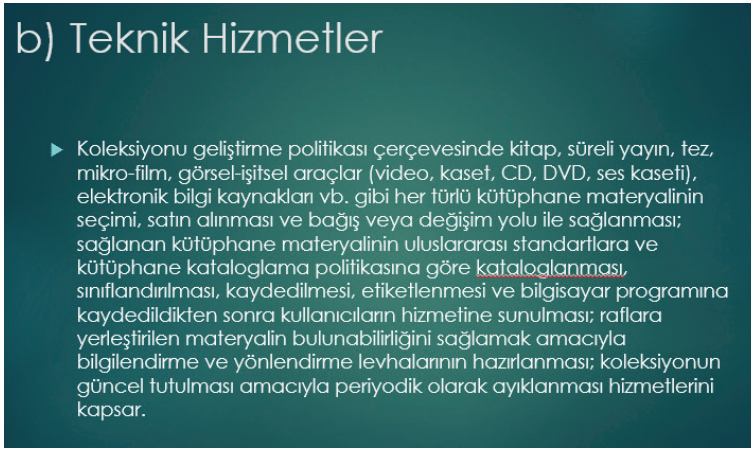 b) Teknik Hizmetler
Koleksiyonu geliştirme politikası çerçevesinde kitap, süreli yayın, tez,
mikro-film, görsel-işitsel araçlar (video, kaset, CD, DVD, ses kaseti),
elektronik bilgi kaynakları vb. gibi her türlü kütüphane materyalinin
seçimi, satın alınması ve bağış veya değişim yolu ile sağlanması;
sağlanan kütüphane materyalinin uluslararası standartlara ve
kütüphane kataloglama politikasına göre kataloglanması,
sınıflandırılması, kaydedilmesi, etiketlenmesi ve bilgisayar programına
kaydedildikten sonra kullanıcıların hizmetine sunulması; raflara
yerleştirilen materyalin bulunabilirliğini sağlamak amacıyla
bilgilendirme ve yönlendirme levhalarının hazırlanması; koleksiyonun
güncel tutulması amacıyla periyodik olarak ayıklanması hizmetlerini
kapsar.